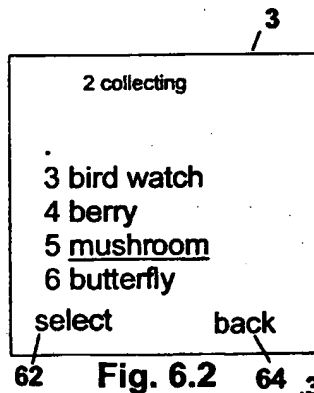 3
2 collecting
3 bird watch
4 berry
5 mushroom
6 butterfly
select back
62 Fig. 6.2 64